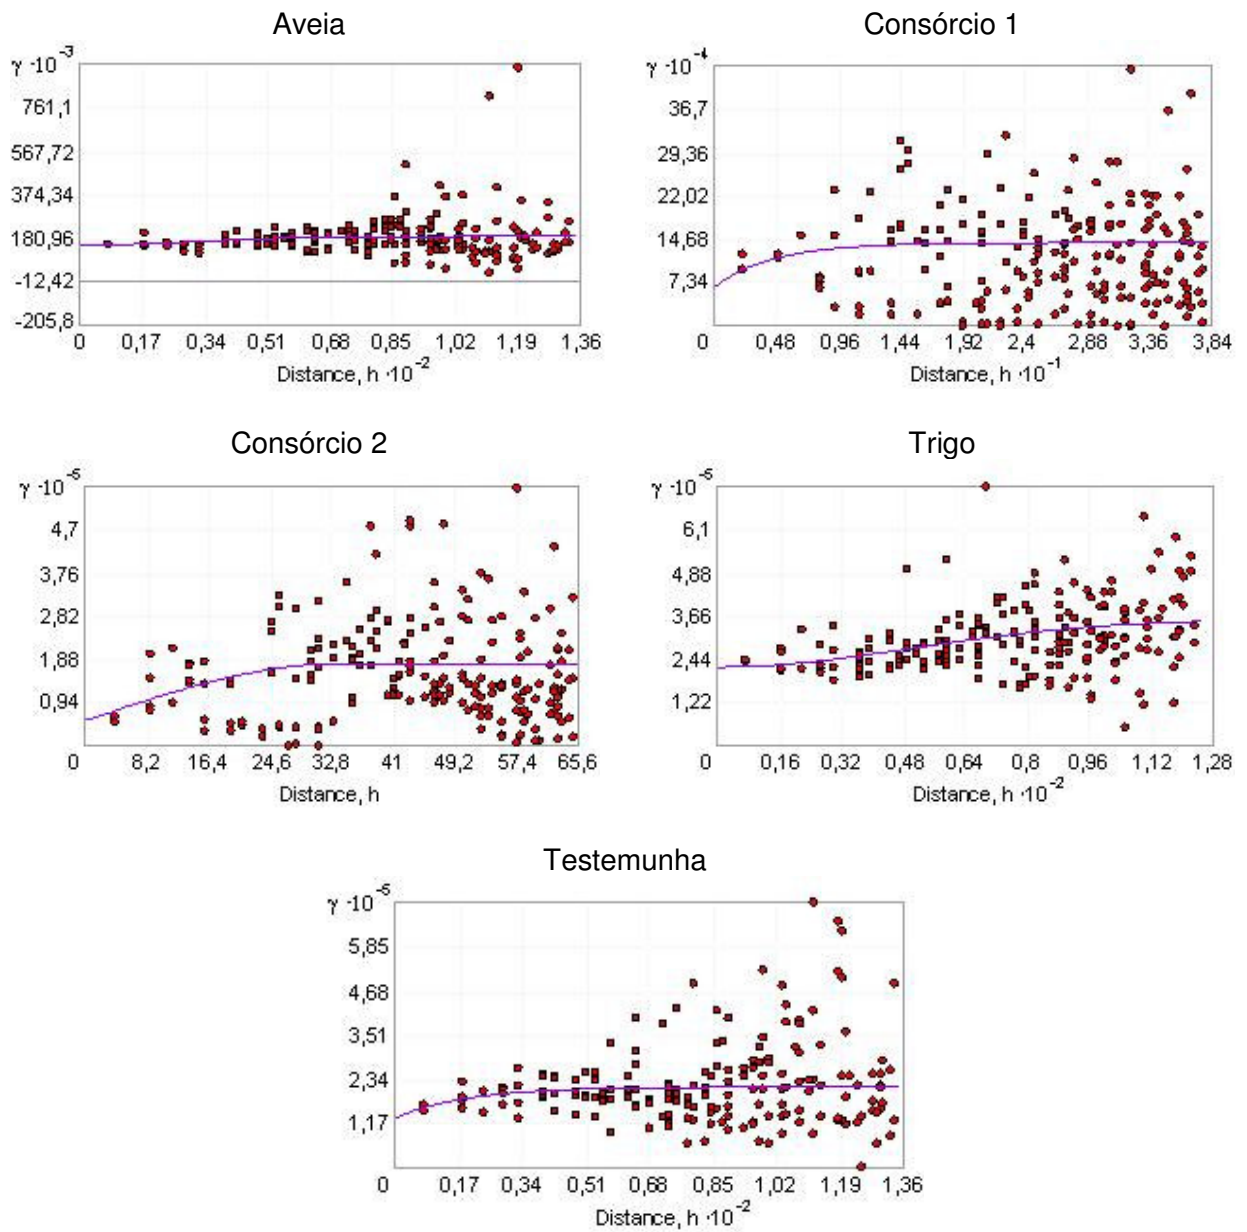 Aveia
γ ·10⁻³
761,1
567,72
374,34
180,96
-12,42
-205,8
0 0,17 0,34 0,51 0,68 0,85 1,02 1,19 1,36
Distance, h ·10⁻²
Consórcio 1
γ ·10⁻⁴
36,7
29,36
22,02
14,68
7,34
0 0,48 0,96 1,44 1,92 2,4 2,88 3,36 3,84
Distance, h ·10⁻¹
Consórcio 2
γ ·10⁻⁵
4,7
3,76
2,82
1,88
0,94
0 8,2 16,4 24,6 32,8 41 49,2 57,4 65,6
Distance, h
Trigo
γ ·10⁻⁵
6,1
4,88
3,66
2,44
1,22
0 0,16 0,32 0,48 0,64 0,8 0,96 1,12 1,28
Distance, h ·10⁻²
Testemunha
γ ·10⁻⁵
5,85
4,68
3,51
2,34
1,17
0 0,17 0,34 0,51 0,68 0,85 1,02 1,19 1,36
Distance, h ·10⁻²